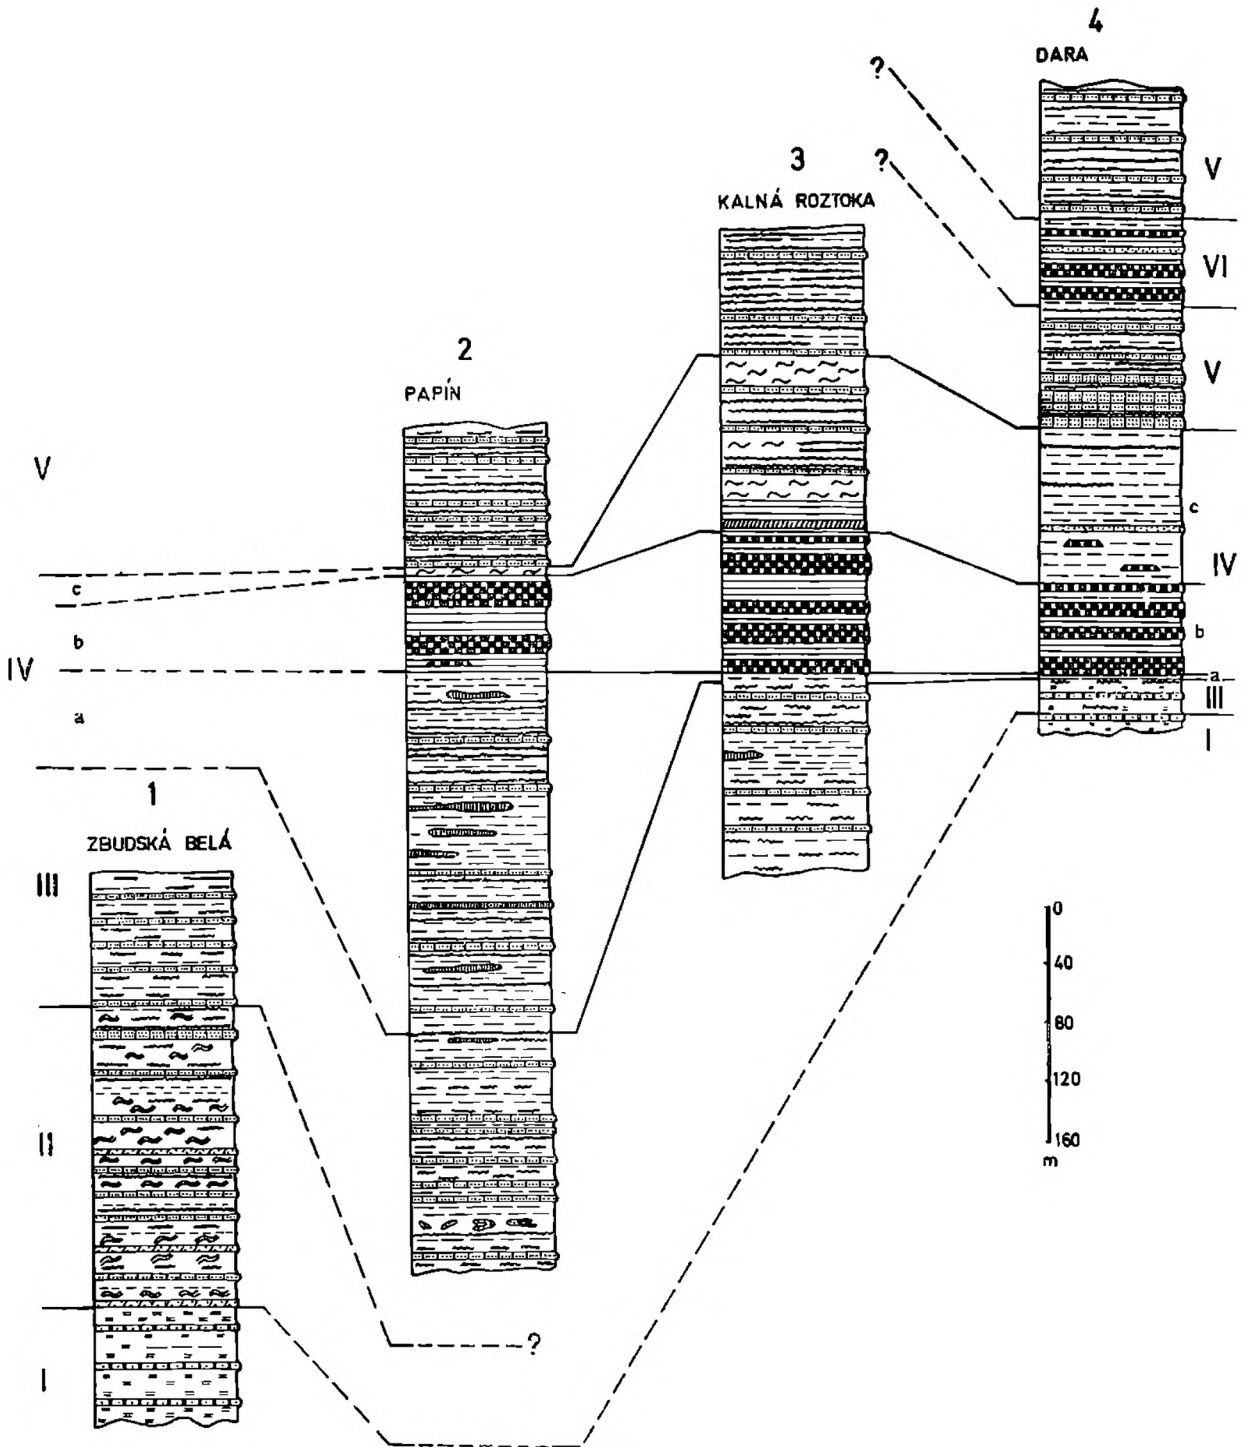 4
DARA
?
3
?
V
KALNÁ ROZTOKA
VI
2
V
PAPÍN
V
c
c
IV
b
b
IV
a
a
III
I
1
ZBUDSKÁ BELÁ
III
0
40
80
120
160
m
II
?
I